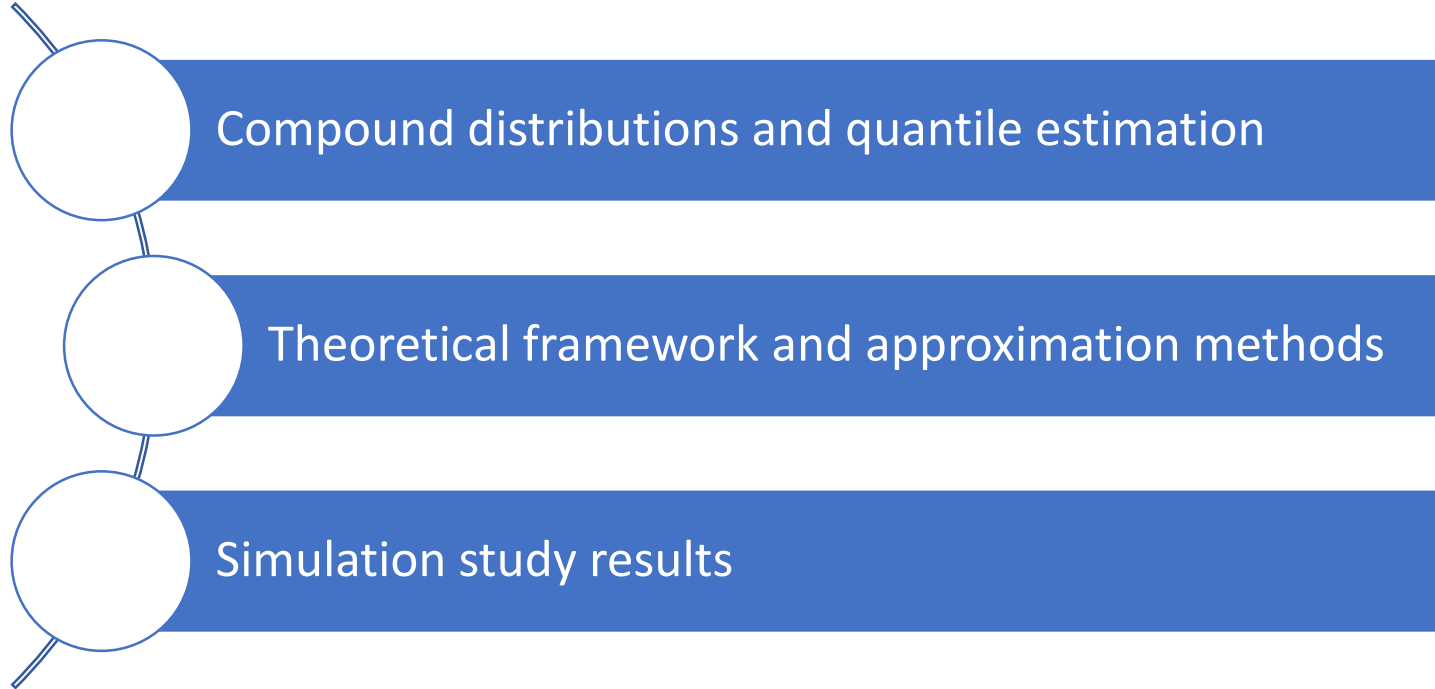 Compound distributions and quantile estimation
Theoretical framework and approximation methods
Simulation study results